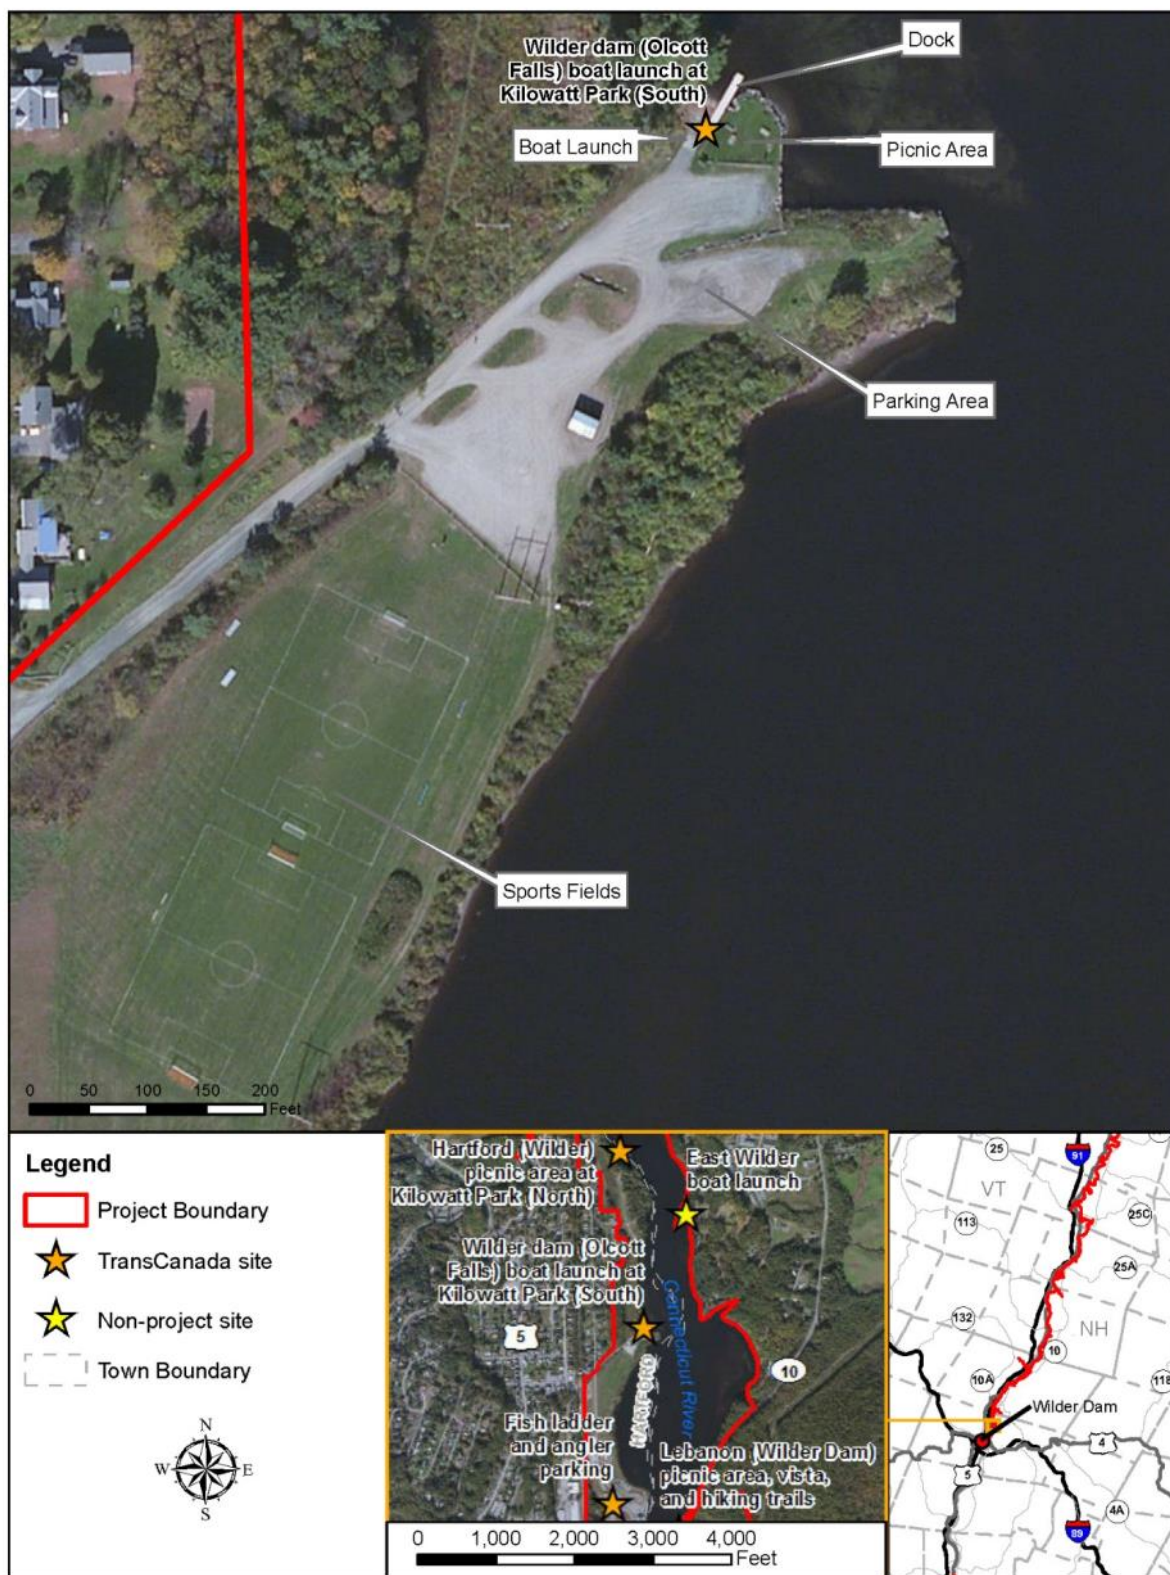 Wilder dam (Olcott
Falls) boat launch at
Kilowatt Park (South)
Dock
Boat Launch
Picnic Area
Parking Area
Sports Fields
0 50 100 150 200
Feet
Legend
Project Boundary
TransCanada site
Non-project site
Town Boundary
N
W E
S
Hartford (Wilder)
picnic area at
Kilowatt Park (North)
East Wilder
boat launch
Wilder dam (Olcott
Falls) boat launch at
Kilowatt Park (South)
5
Connecticut River
HARTFORD
10
Fish ladder
and angler
parking
Lebanon (Wilder Dam)
picnic area, vista,
and hiking trails
0 1,000 2,000 3,000 4,000
Feet
25
91
VT
113
25C
25A
132
NH
10
10A
118
Wilder Dam
4
5
4A
89